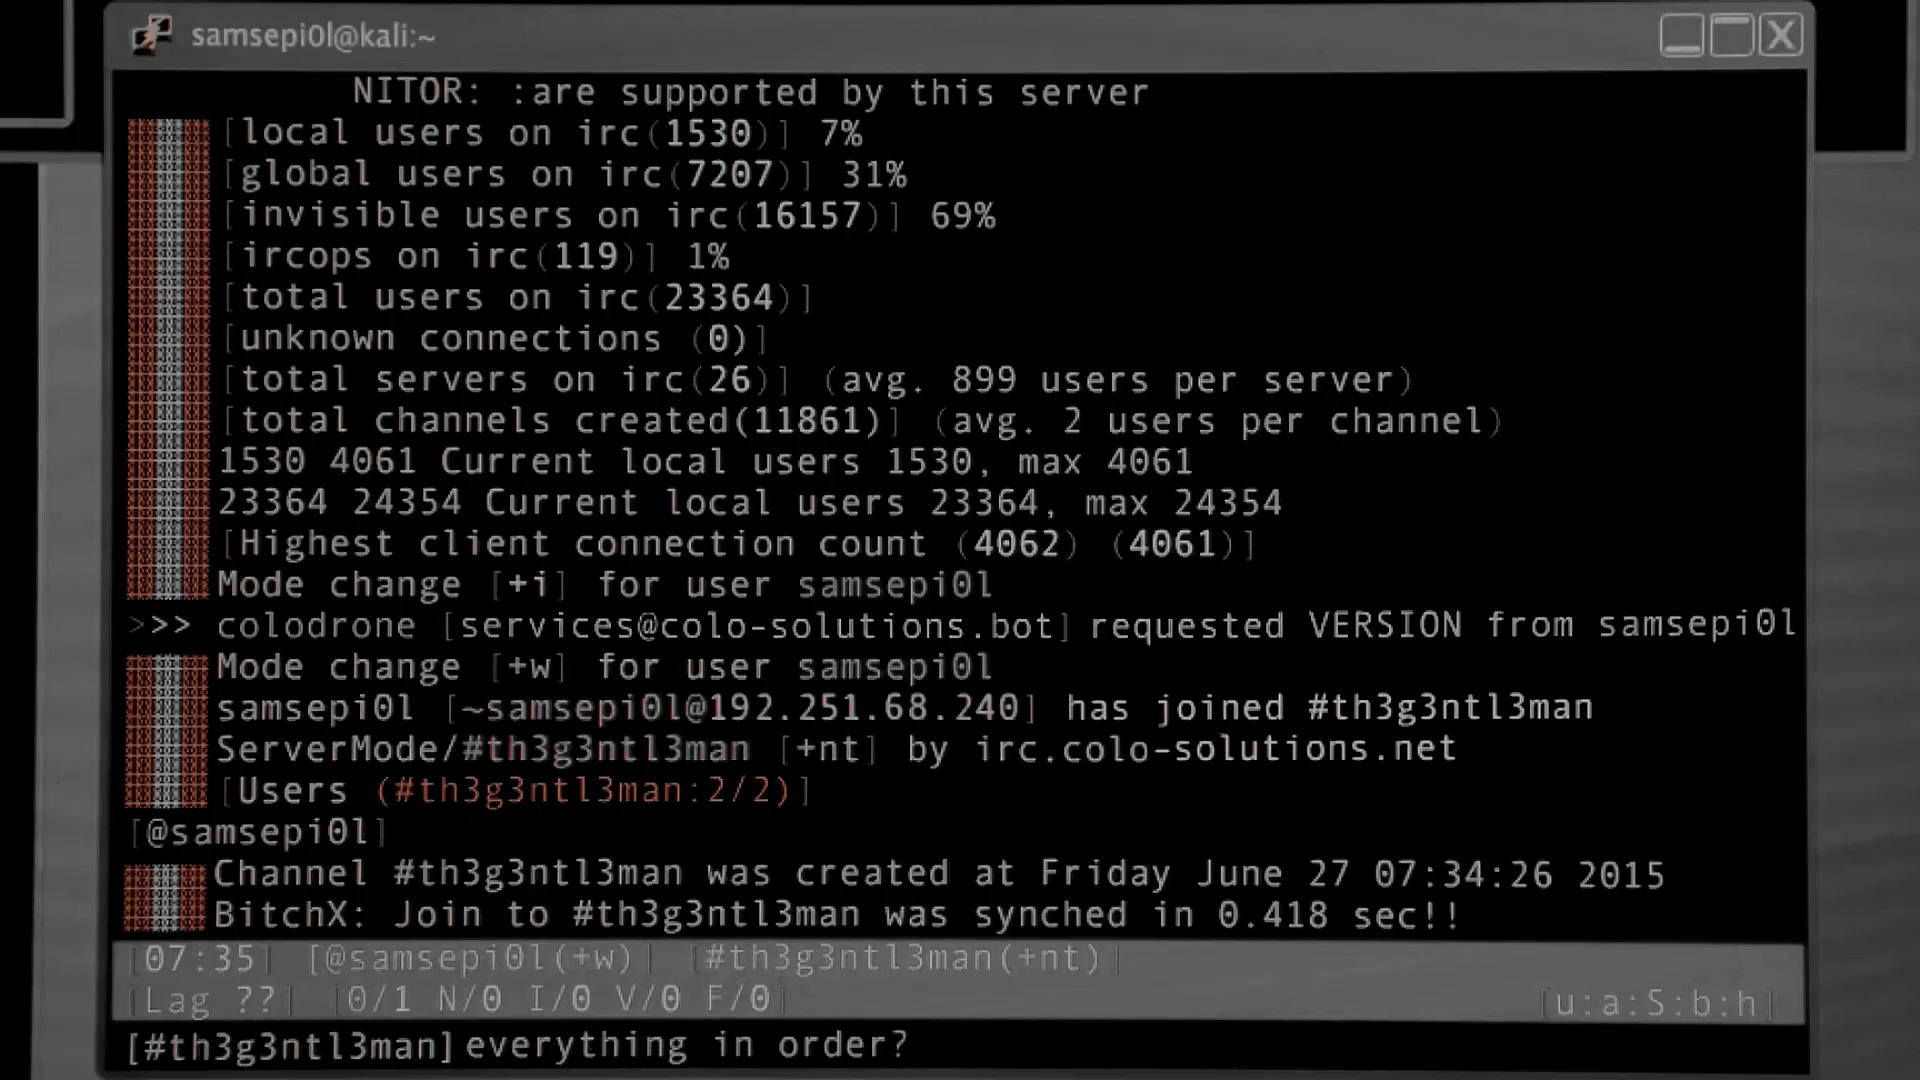 samsepi0l@kali:~
NITOR: :are supported by this server
[local users on irc(1530)] 7%
[global users on irc(7207)] 31%
[invisible users on irc(16157)] 69%
[ircops on irc(119)] 1%
[total users on irc(23364)]
[unknown connections (0)]
[total servers on irc(26)] (avg. 899 users per server)
[total channels created(11861)] (avg. 2 users per channel)
1530 4061 Current local users 1530, max 4061
23364 24354 Current local users 23364, max 24354
[Highest client connection count (4062) (4061)]
Mode change [+i] for user samsepi0l
>>> colodrone [services@colo-solutions.bot] requested VERSION from samsepi0l
Mode change [+w] for user samsepi0l
samsepi0l [~samsepi0l@192.251.68.240] has joined #th3g3ntl3man
ServerMode/#th3g3ntl3man [+nt] by irc.colo-solutions.net
[Users (#th3g3ntl3man:2/2)]
[@samsepi0l]
Channel #th3g3ntl3man was created at Friday June 27 07:34:26 2015
BitchX: Join to #th3g3ntl3man was synched in 0.418 sec!!
[07:35] [@samsepi0l(+w)] [#th3g3ntl3man(+nt)]
[Lag ??] [0/1 N/0 I/0 V/0 F/0] [u:a:S:b:h]
[#th3g3ntl3man] everything in order?